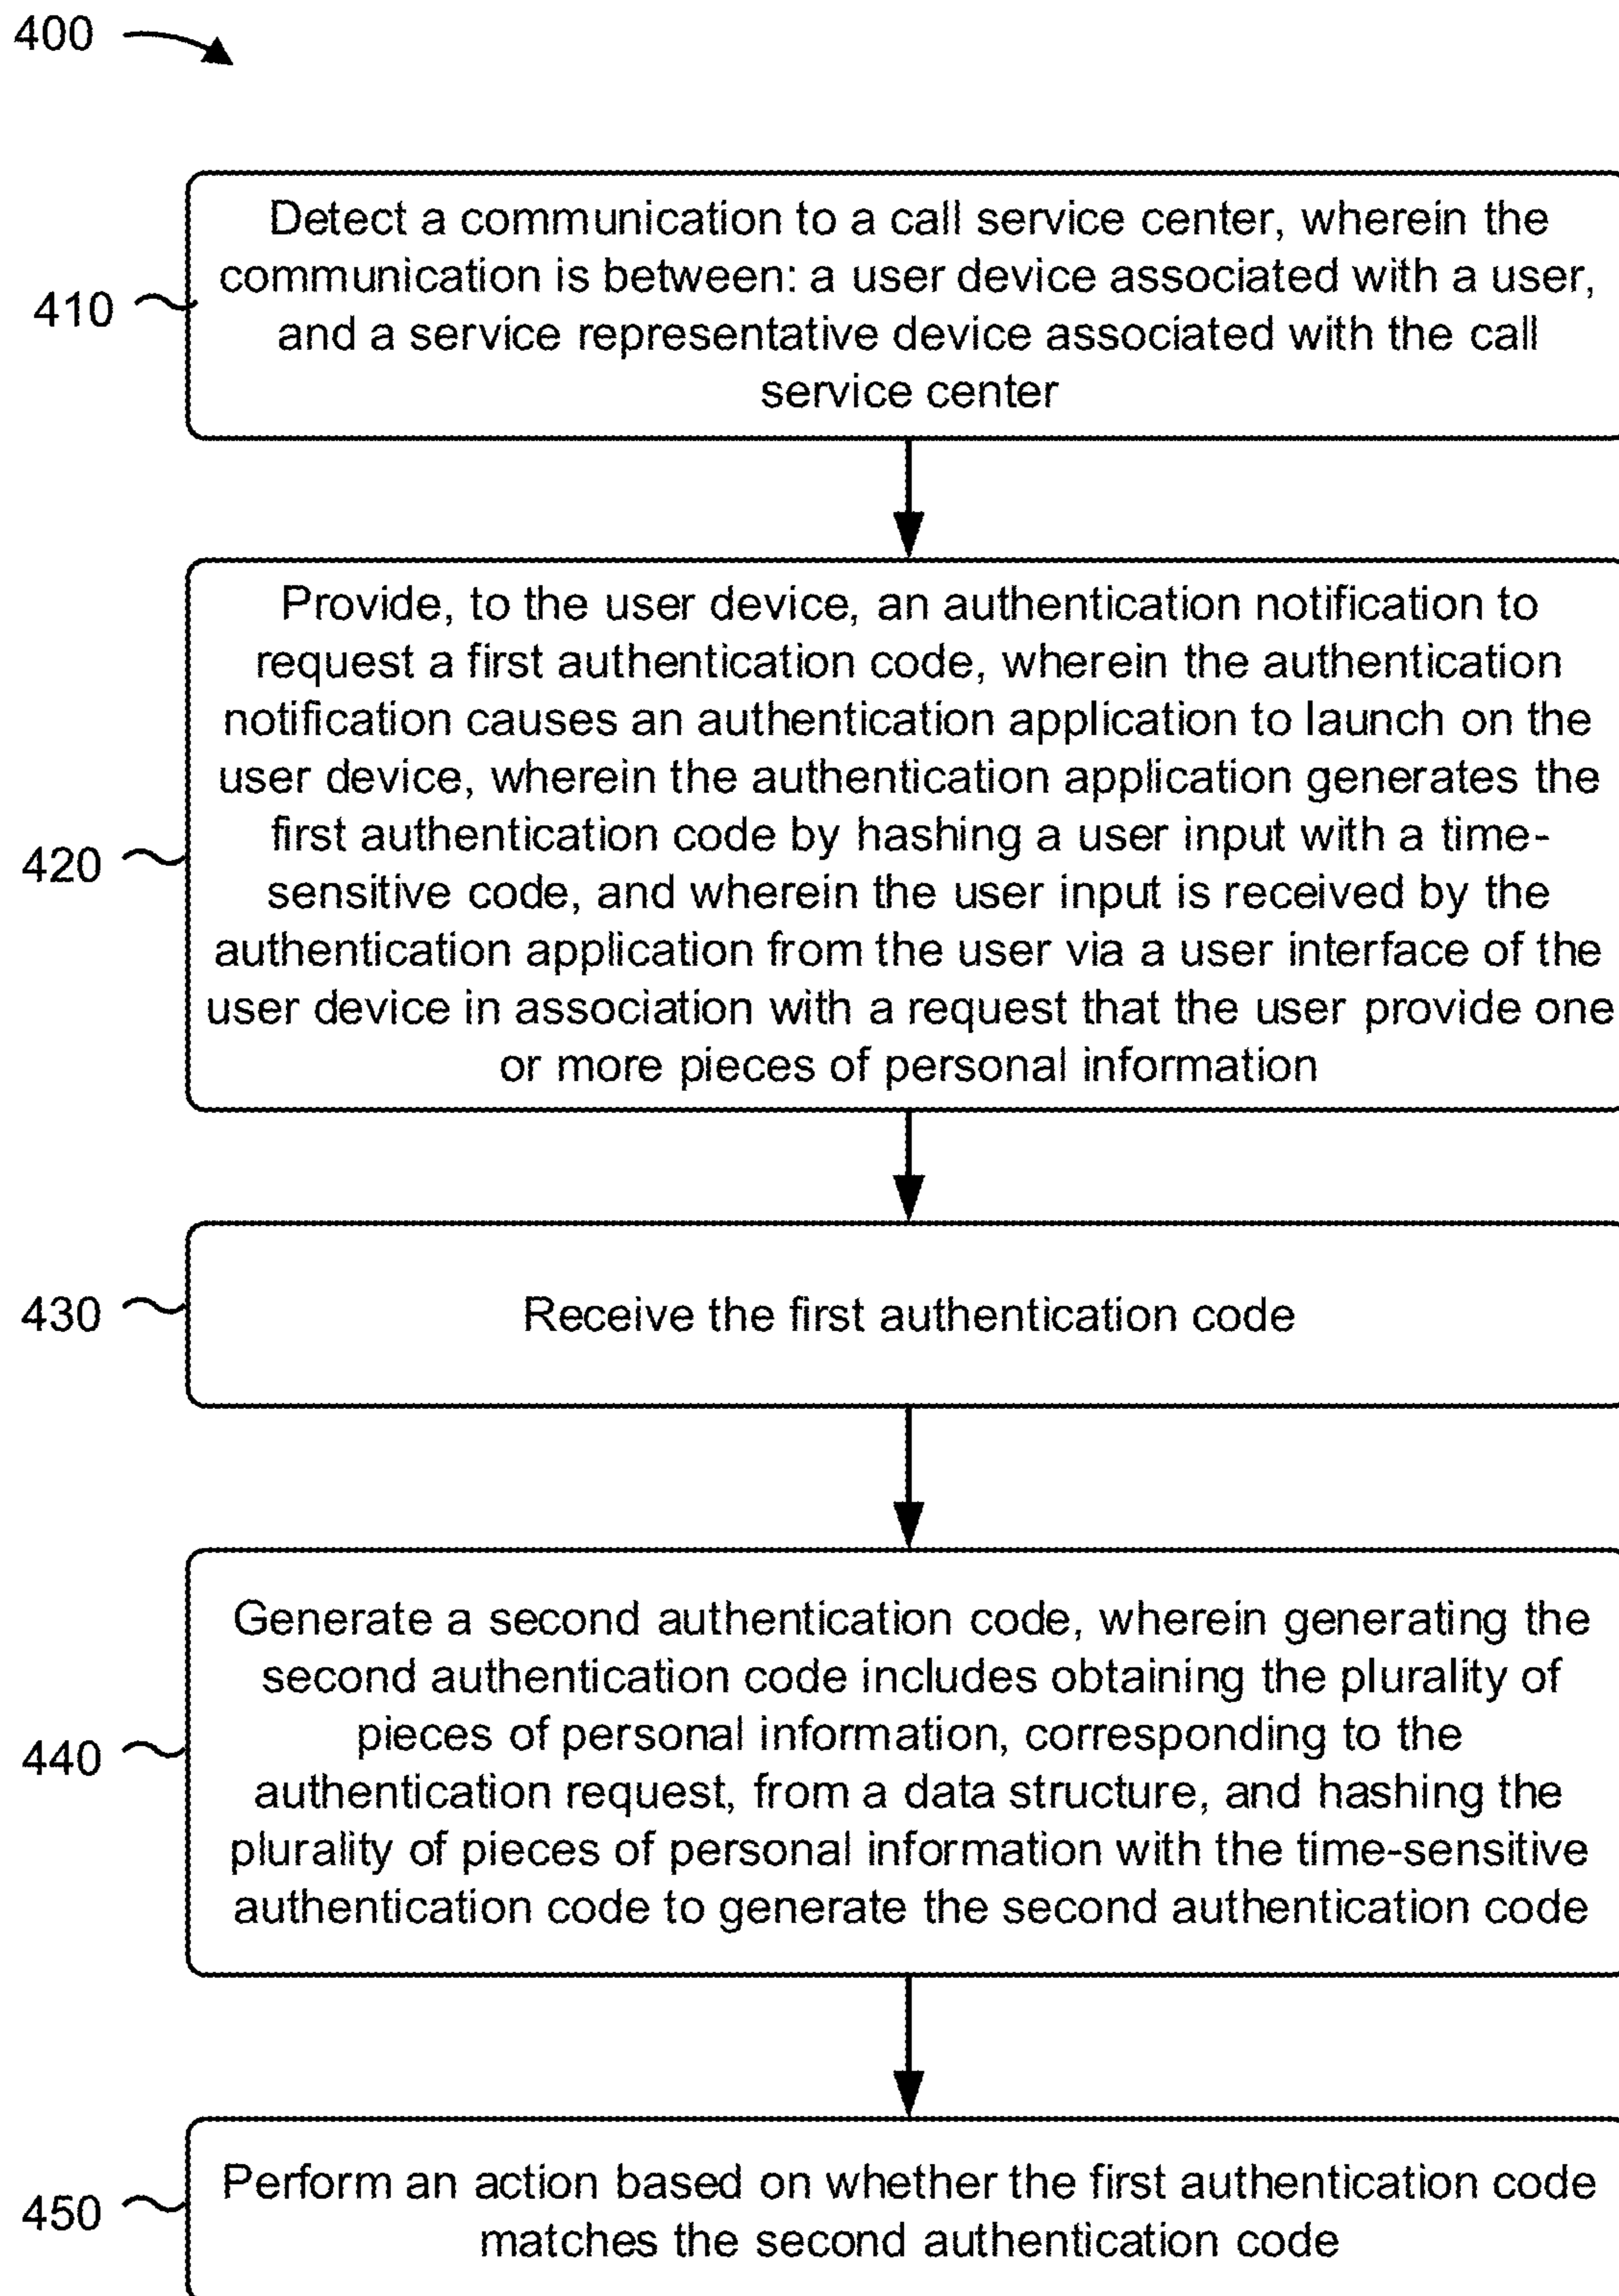 400
410
Detect a communication to a call service center, wherein the
communication is between: a user device associated with a user,
and a service representative device associated with the call
service center
420
Provide, to the user device, an authentication notification to
request a first authentication code, wherein the authentication
notification causes an authentication application to launch on the
user device, wherein the authentication application generates the
first authentication code by hashing a user input with a time-
sensitive code, and wherein the user input is received by the
authentication application from the user via a user interface of the
user device in association with a request that the user provide one
or more pieces of personal information
430
Receive the first authentication code
440
Generate a second authentication code, wherein generating the
second authentication code includes obtaining the plurality of
pieces of personal information, corresponding to the
authentication request, from a data structure, and hashing the
plurality of pieces of personal information with the time-sensitive
authentication code to generate the second authentication code
450
Perform an action based on whether the first authentication code
matches the second authentication code